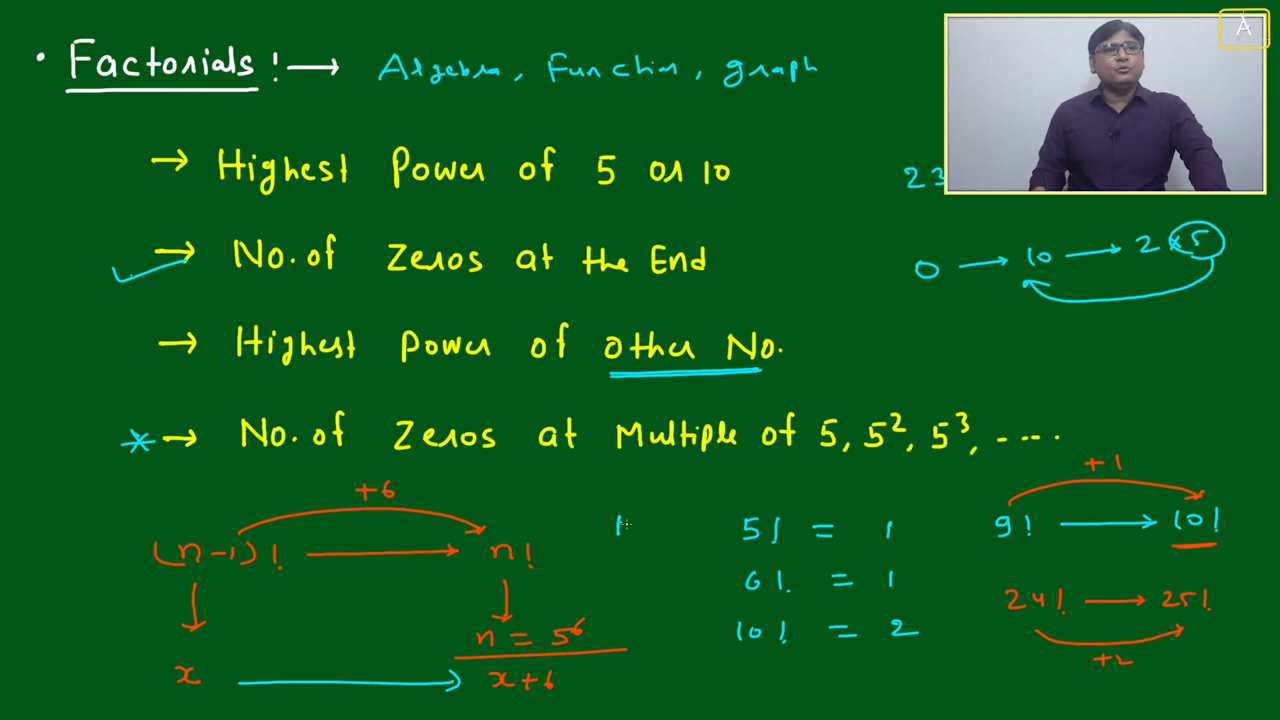 • Factorials! → Algebra, function, graph
A
→ Highest Power of 5 or 10
23
→ No. of Zeros at the End
0 → 10 → 2 × 5
→ Highest Power of other No.
* → No. of Zeros at Multiple of 5, 5², 5³, ----
+6
(n-1)! → n!
x → x+6
n = 5⁶
5! = 1
6! = 1
10! = 2
+1
9! → 10!
24! → 25!
+2